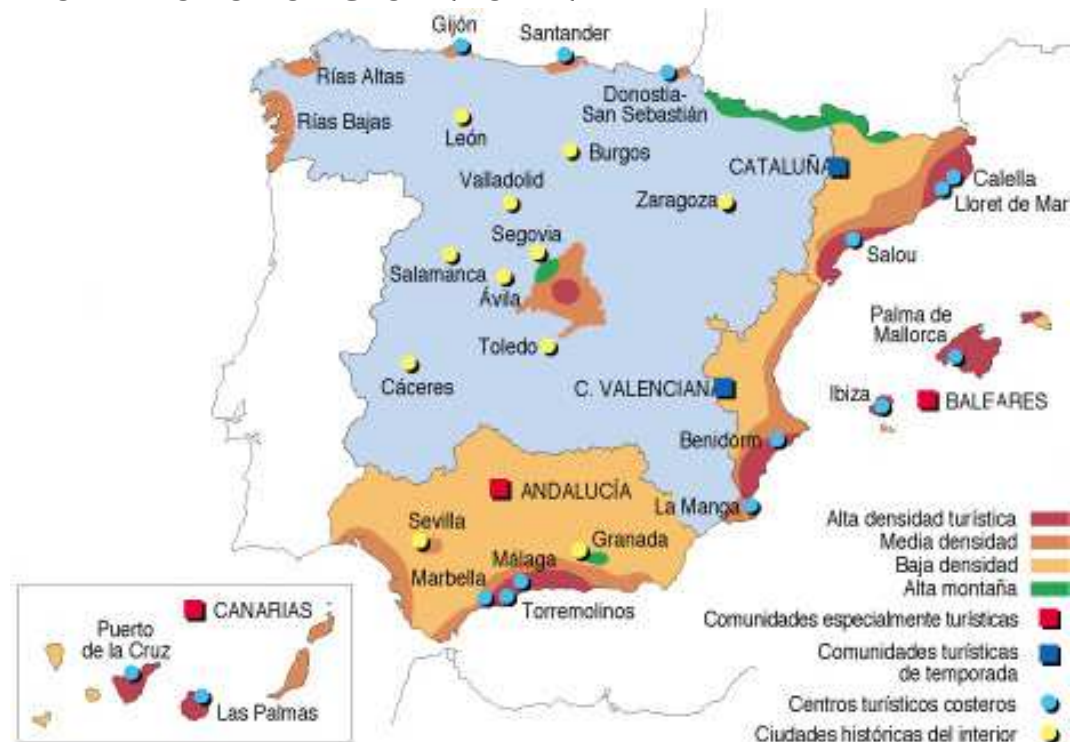 Gijón
Santander
Rías Altas
Donostia-
San Sebastián
Rías Bajas
León
Burgos
CATALUÑA
Calella
Valladolid
Zaragoza
Lloret de Mar
Segovia
Salou
Salamanca
Ávila
Palma de
Mallorca
Toledo
Cáceres
C. VALENCIANA
Ibiza
BALEARES
Benidorm
ANDALUCÍA
La Manga
Sevilla
Granada
Málaga
Marbella
Torremolinos
CANARIAS
Puerto
de la Cruz
Las Palmas
Alta densidad turística
Media densidad
Baja densidad
Alta montaña
Comunidades especialmente turísticas
Comunidades turísticas
de temporada
Centros turísticos costeros
Ciudades históricas del interior